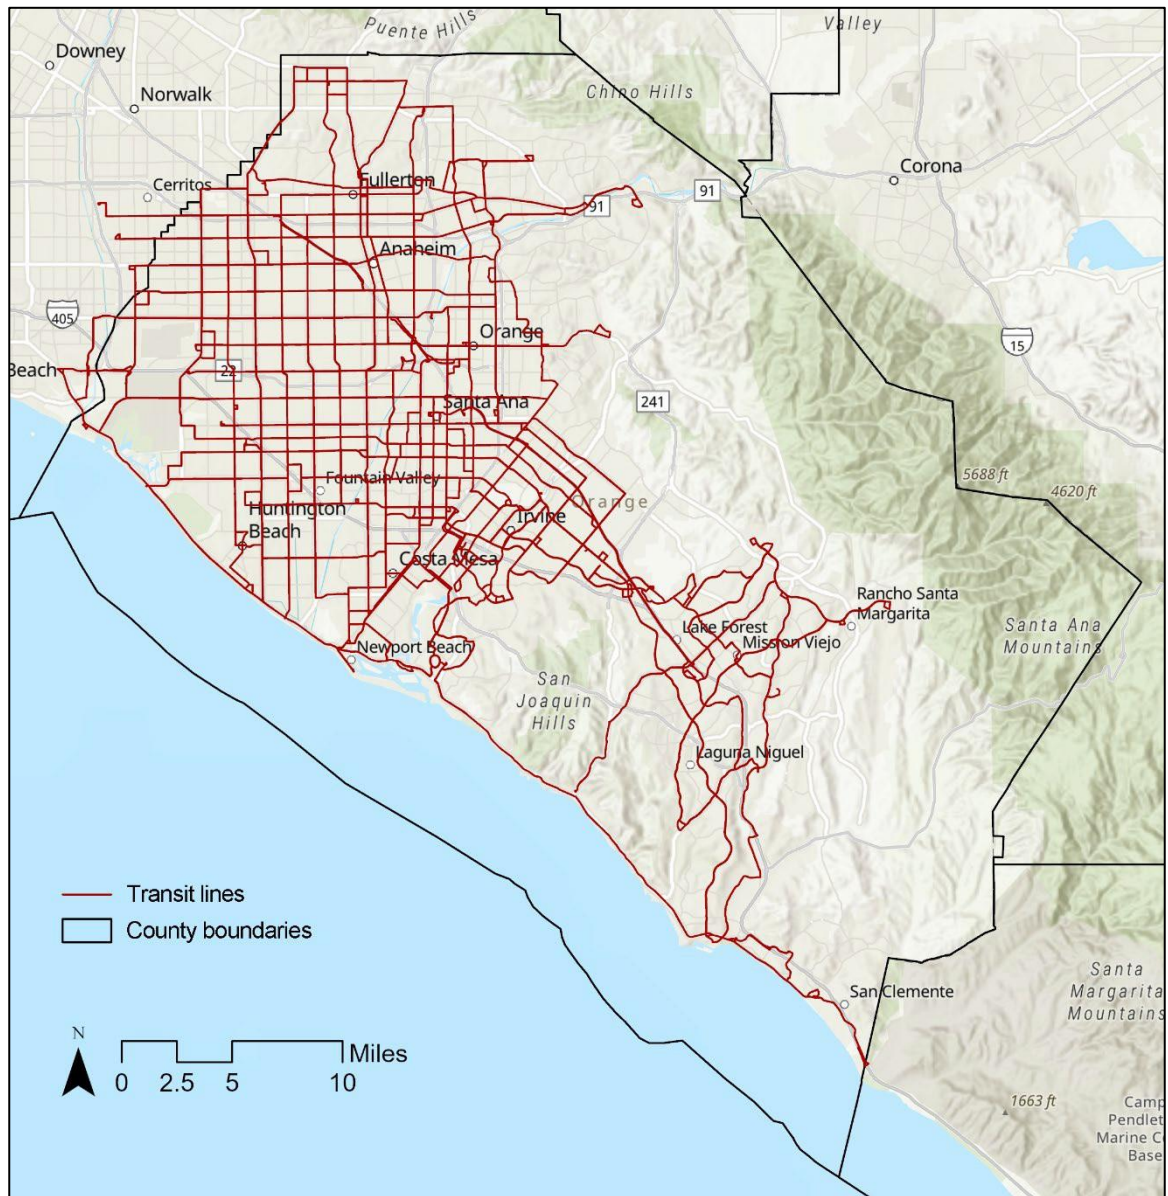 Puente Hills
Valley
Downey
Norwalk
Chino Hills
Cerritos
Fullerton
Corona
91
91
Anaheim
405
Orange
15
Beach
22
241
Santa Ana
5688 ft
4620 ft
Fountain Valley
Orange
Huntington
Beach
Irvine
Costa Mesa
Rancho Santa
Margarita
Lake Forest
Mission Viejo
Santa Ana
Mountains
Newport Beach
San
Joaquin
Hills
Laguna Niguel
Transit lines
County boundaries
San Clemente
Santa
Margarita
Mountains
N
Miles
0 2.5 5 10
1663 ft
Camp
Pendlet
Marine C
Base